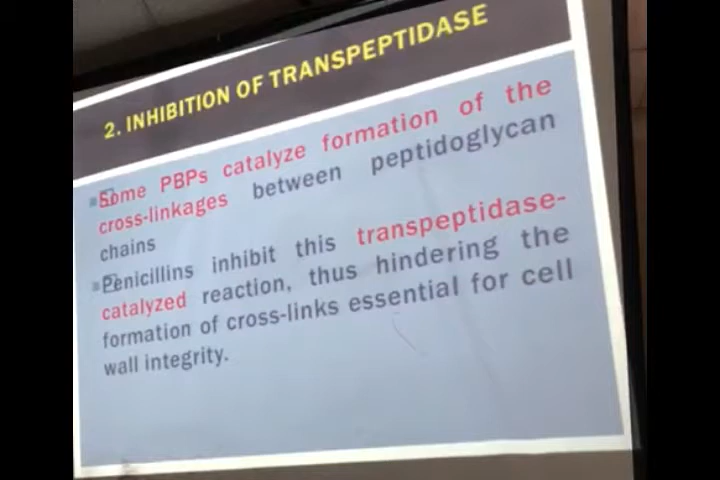 2. INHIBITION OF TRANSPEPTIDASE
Some PBPs catalyze formation of the
cross-linkages between peptidoglycan
chains
Penicillins inhibit this transpeptidase-
catalyzed reaction, thus hindering the
formation of cross-links essential for cell
wall integrity.